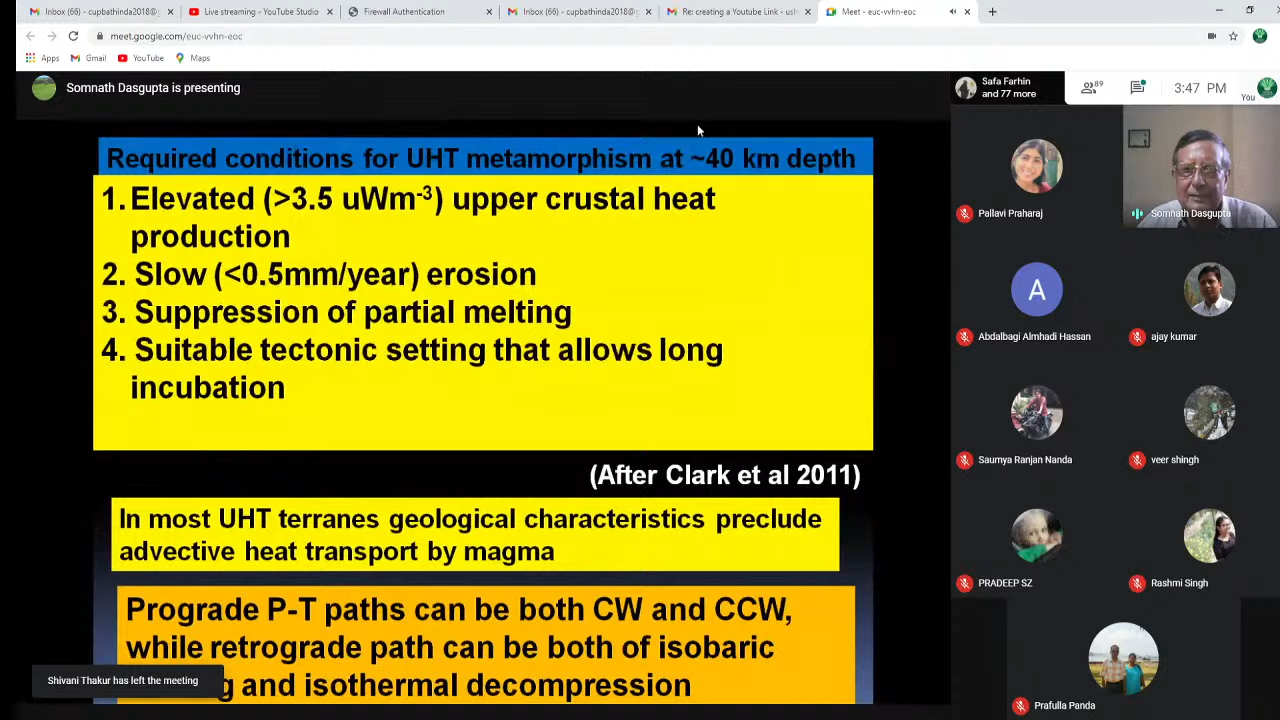 Inbox (66) - cupbathinda2018@g
Live streaming - YouTube Studio
Firewall Authentication
Inbox (66) - cupbathinda2018@g
Re: creating a Youtube Link - ush
Meet - euc-vvhn-eoc
meet.google.com/euc-vvhn-eoc
Apps
Gmail
YouTube
Maps
Somnath Dasgupta is presenting
Safa Farhin
and 77 more
89
3:47 PM
You
Required conditions for UHT metamorphism at ~40 km depth
1. Elevated (>3.5 uWm-3) upper crustal heat
production
2. Slow (<0.5mm/year) erosion
3. Suppression of partial melting
4. Suitable tectonic setting that allows long
incubation
(After Clark et al 2011)
In most UHT terranes geological characteristics preclude
advective heat transport by magma
Prograde P-T paths can be both CW and CCW,
while retrograde path can be both of isobaric
g and isothermal decompression
Shivani Thakur has left the meeting
Pallavi Praharaj
Somnath Dasgupta
A
Abdalbagi Almhadi Hassan
ajay kumar
Saumya Ranjan Nanda
veer shingh
PRADEEP SZ
Rashmi Singh
Prafulla Panda